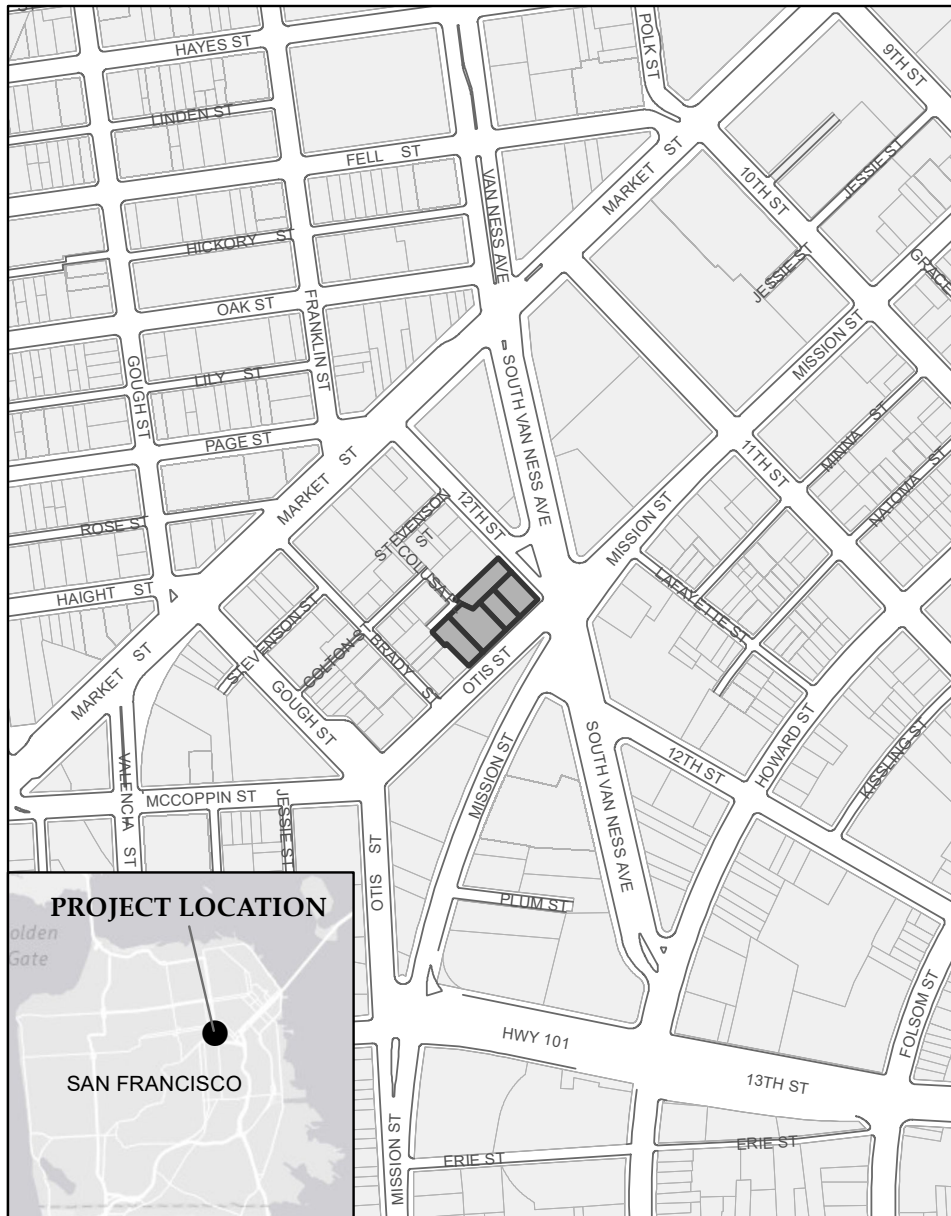 HAYES ST
POLK ST
9TH ST
LINDEN ST
FELL ST
MARKET ST
JESSIE ST
10TH ST
VAN NESS AVE
HICKORY ST
JESSIE ST
GRACE
OAK ST
FRANKLIN ST
MISSION ST
GOUGH ST
LILY ST
SOUTH VAN NESS AVE
MINNA ST
PAGE ST
11TH ST
NATOMA ST
MARKET ST
12TH ST
STEVENSON ST
MISSION ST
ROSE ST
COLUSA
LAFAYETTE ST
HAIGHT ST
STEVENSON ST
COLTON ST
BRADY ST
OTIS ST
MARKET ST
GOUGH ST
MISSION ST
SOUTH VAN NESS AVE
12TH ST
HOWARD ST
KISSLING ST
VALENCIA ST
MCCOPPIN ST
JESSIE ST
OTIS ST
PLUM ST
PROJECT LOCATION
olden
Gate
SAN FRANCISCO
FOLSOM ST
HWY 101
13TH ST
MISSION ST
ERIE ST
ERIE ST